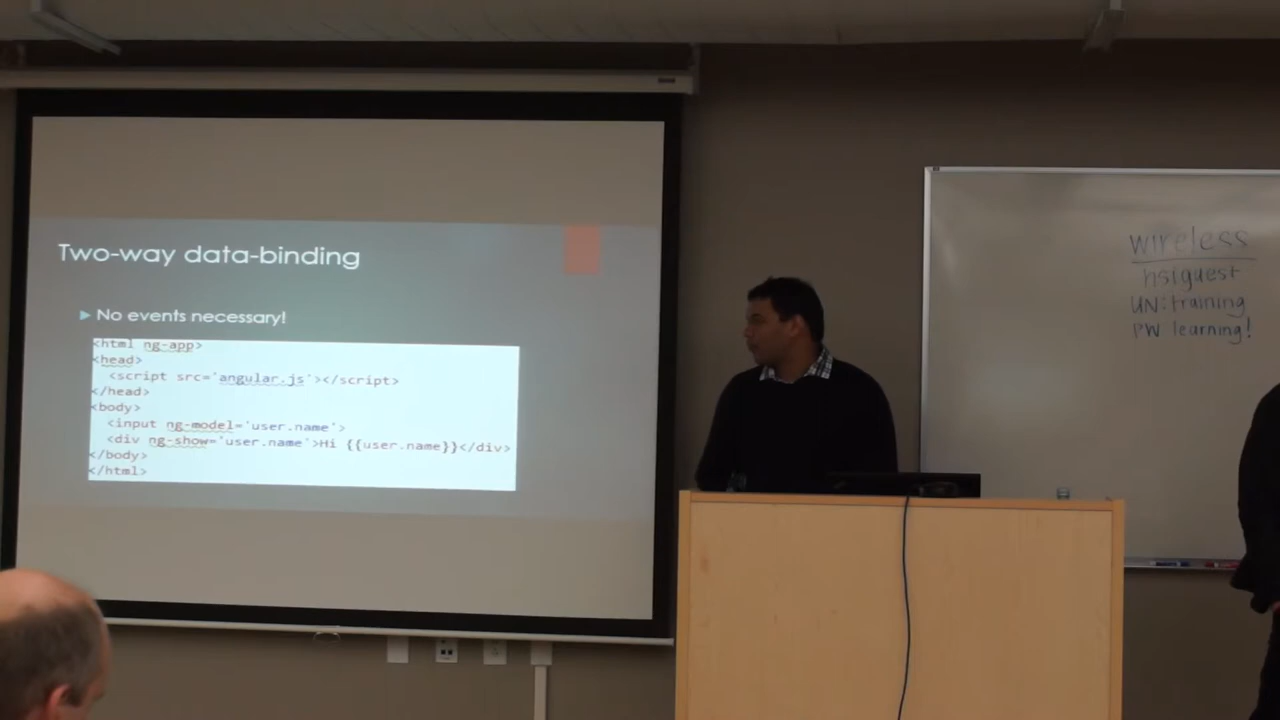 Two-way data-binding
No events necessary!
<html ng-app>
<head>
<script src='angular.js'></script>
</head>
<body>
<input ng-model='user.name'>
<div ng-show='user.name'>Hi {{user.name}}</div>
</body>
</html>
wireless
nsiguest
UN: training
PW learning!